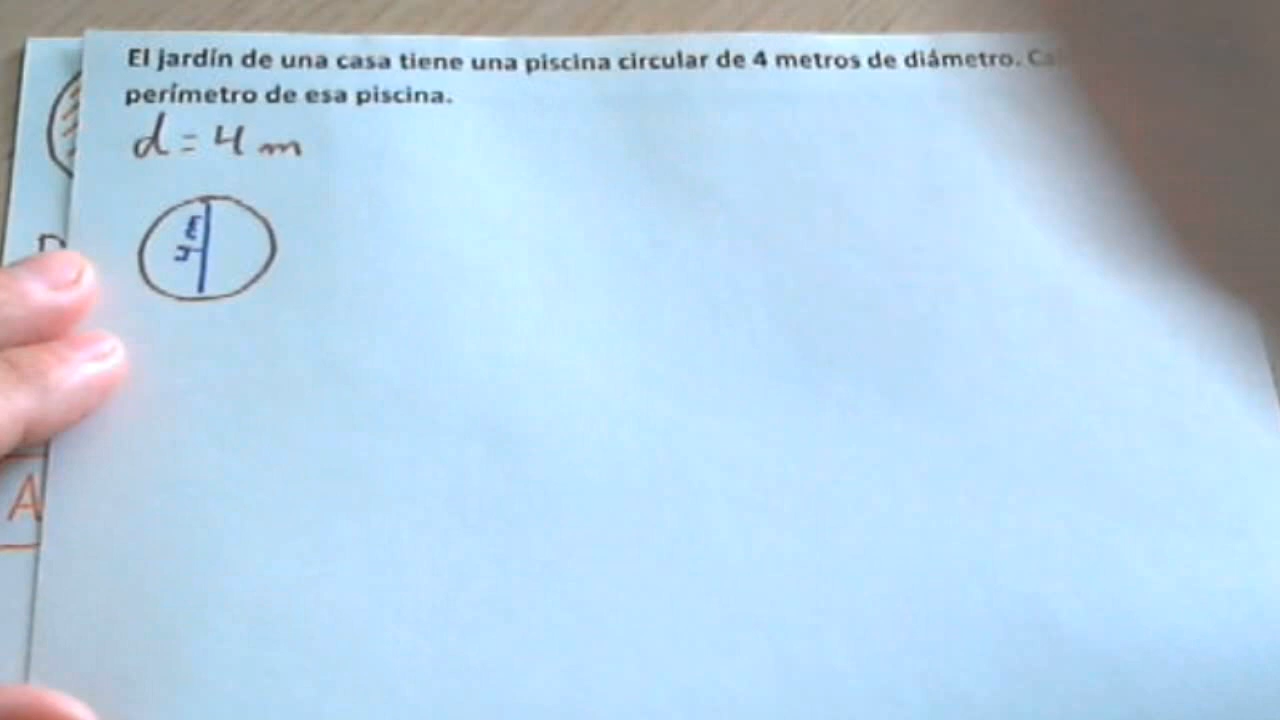 El jardín de una casa tiene una piscina circular de 4 metros de diámetro.
perímetro de esa piscina.
d = 4 m
4 m
A